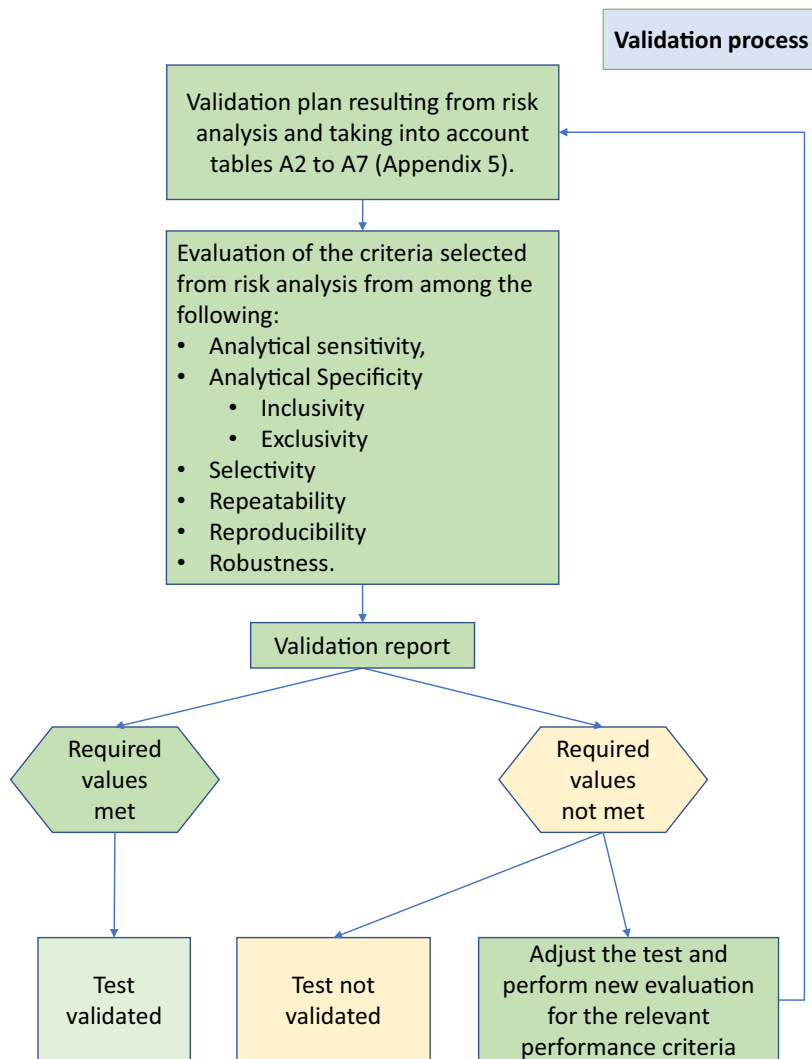 Validation process
Validation plan resulting from risk
analysis and taking into account
tables A2 to A7 (Appendix 5).
Evaluation of the criteria selected
from risk analysis from among the
following:
• Analytical sensitivity,
• Analytical Specificity
• Inclusivity
• Exclusivity
• Selectivity
• Repeatability
• Reproducibility
• Robustness.
Validation report
Required
values
met
Required
values
not met
Test
validated
Test not
validated
Adjust the test and
perform new evaluation
for the relevant
performance criteria